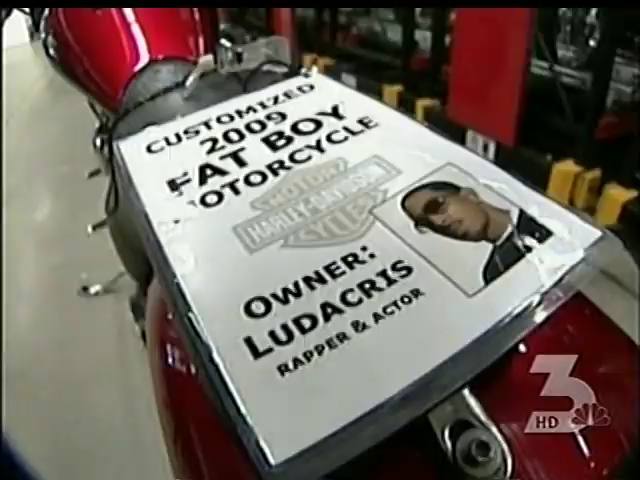 CUSTOMIZED
2009
FAT BOY
MOTORCYCLE
MOTOR
HARLEY-DAVIDSON
CYCLES
OWNER:
LUDACRIS
RAPPER & ACTOR
3
HD